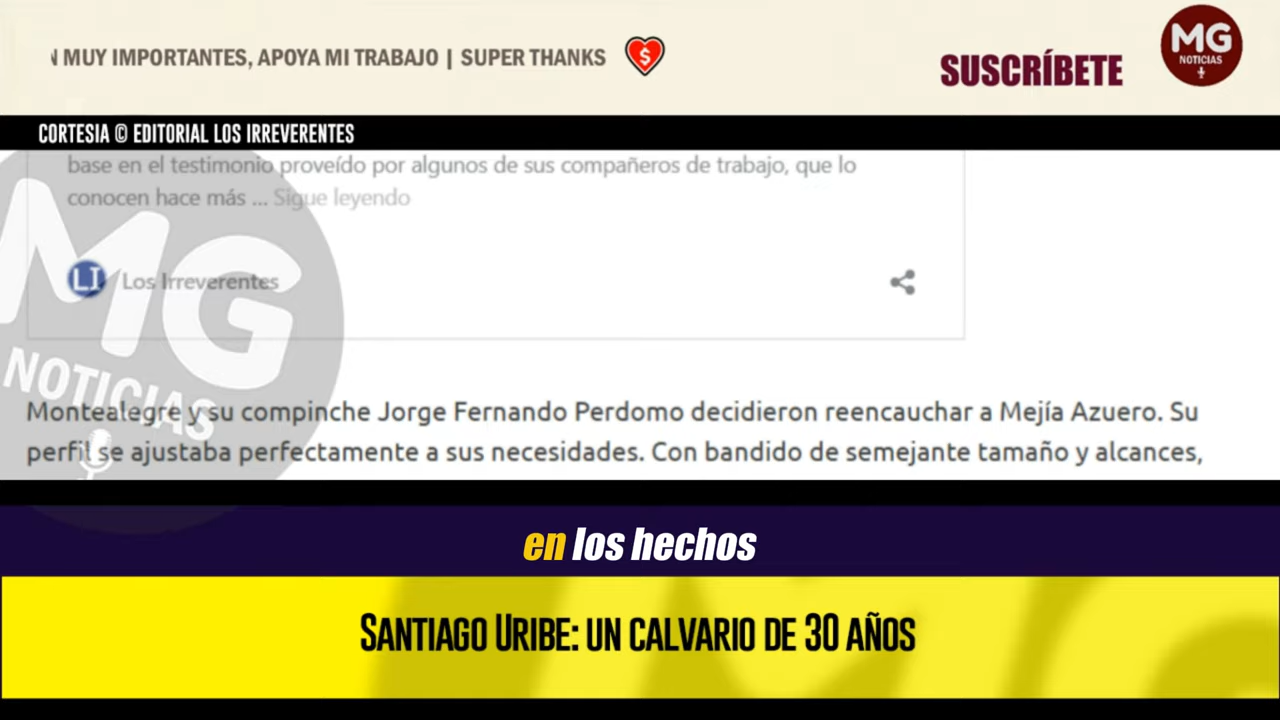 MUY IMPORTANTES, APOYA MI TRABAJO | SUPER THANKS
SUSCRÍBETE
MG
NOTICIAS
CORTESIA © EDITORIAL LOS IRREVERENTES
base en el testimonio proveído por algunos de sus compañeros de trabajo, que lo
conocen hace más ... Sigue leyendo
LI Los Irreverentes
MG
NOTICIAS
Montealegre y su compinche Jorge Fernando Perdomo decidieron reencauchar a Mejía Azuero. Su
perfil se ajustaba perfectamente a sus necesidades. Con bandido de semejante tamaño y alcances,
en los hechos
SANTIAGO URIBE: UN CALVARIO DE 30 AÑOS